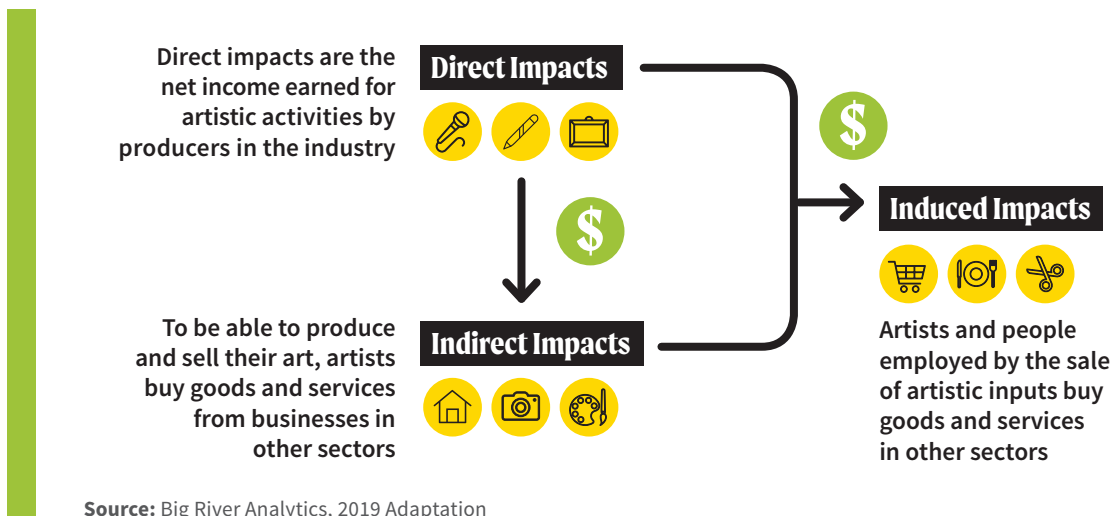 Direct impacts are the
net income earned for
artistic activities by
producers in the industry
Direct Impacts
$
$
Induced Impacts
To be able to produce
and sell their art, artists
buy goods and services
from businesses in
other sectors
Indirect Impacts
Artists and people
employed by the sale
of artistic inputs buy
goods and services
in other sectors
Source: Big River Analytics, 2019 Adaptation